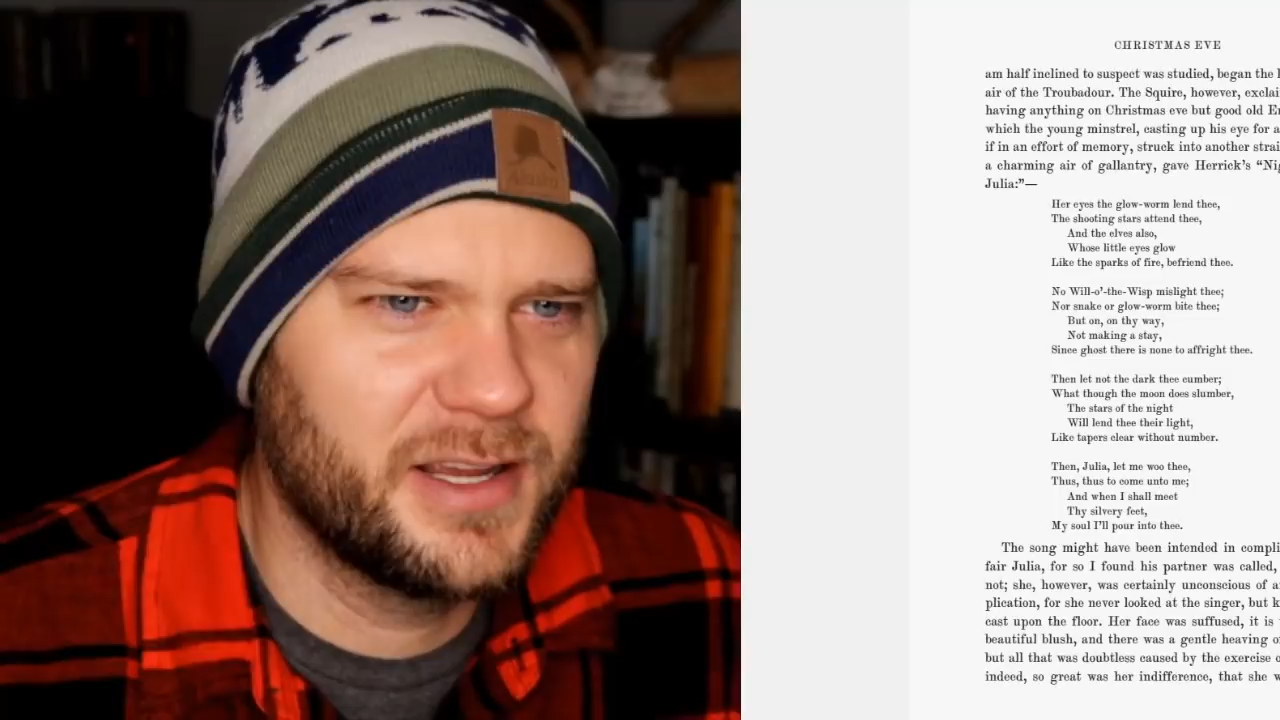 Alaska
CHRISTMAS EVE
am half inclined to suspect was studied, began the
air of the Troubadour. The Squire, however, exclai
having anything on Christmas eve but good old En
which the young minstrel, casting up his eye for a
if in an effort of memory, struck into another strai
a charming air of gallantry, gave Herrick's “Nig
Julia:”—
Her eyes the glow-worm lend thee,
The shooting stars attend thee,
And the elves also,
Whose little eyes glow
Like the sparks of fire, befriend thee.
No Will-o'-the-Wisp mislight thee;
Nor snake or glow-worm bite thee;
But on, on thy way,
Not making a stay,
Since ghost there is none to affright thee.
Then let not the dark thee cumber;
What though the moon does slumber,
The stars of the night
Will lend thee their light,
Like tapers clear without number.
Then, Julia, let me woo thee,
Thus, thus to come unto me;
And when I shall meet
Thy silvery feet,
My soul I'll pour into thee.
The song might have been intended in compli
fair Julia, for so I found his partner was called,
not; she, however, was certainly unconscious of a
plication, for she never looked at the singer, but k
cast upon the floor. Her face was suffused, it is
beautiful blush, and there was a gentle heaving o
but all that was doubtless caused by the exercise o
indeed, so great was her indifference, that she w